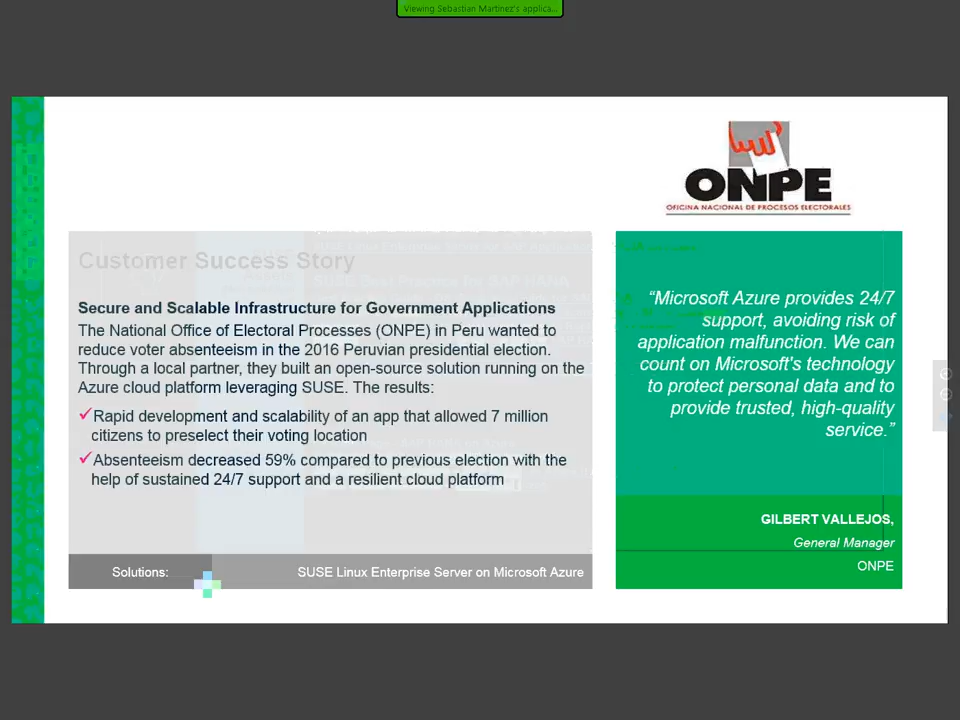 Viewing Sebastian Martinez's applica...
ONPE
OFICINA NACIONAL DE PROCESOS ELECTORALES
Customer Success Story
Secure and Scalable Infrastructure for Government Applications
The National Office of Electoral Processes (ONPE) in Peru wanted to
reduce voter absenteeism in the 2016 Peruvian presidential election.
Through a local partner, they built an open-source solution running on the
Azure cloud platform leveraging SUSE. The results:
Rapid development and scalability of an app that allowed 7 million
citizens to preselect their voting location
Absenteeism decreased 59% compared to previous election with the
help of sustained 24/7 support and a resilient cloud platform
Solutions:
SUSE Linux Enterprise Server on Microsoft Azure
“Microsoft Azure provides 24/7
support, avoiding risk of
application malfunction. We can
count on Microsoft's technology
to protect personal data and to
provide trusted, high-quality
service.”
GILBERT VALLEJOS,
General Manager
ONPE